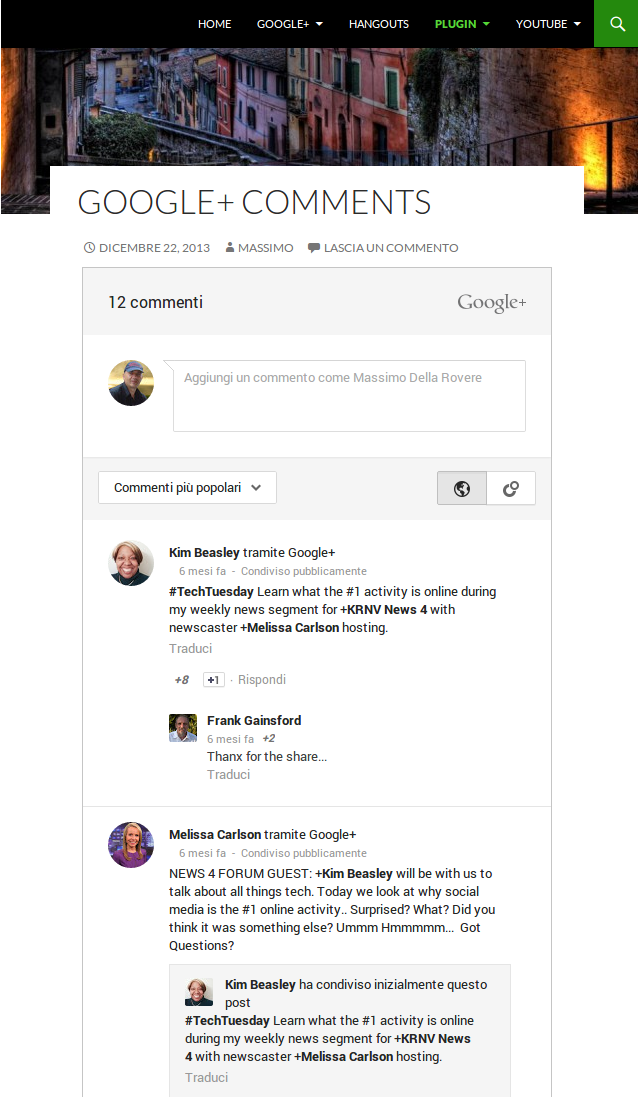 HOME GOOGLE+ HANGOUTS PLUGIN YOUTUBE
GOOGLE+ COMMENTS
DICEMBRE 22, 2013 MASSIMO LASCIA UN COMMENTO
12 commenti Google+
Aggiungi un commento come Massimo Della Rovere
Commenti più popolari
Kim Beasley tramite Google+
6 mesi fa - Condiviso pubblicamente
#TechTuesday Learn what the #1 activity is online during
my weekly news segment for +KRNV News 4 with
newscaster +Melissa Carlson hosting.
Traduci
+8 +1 · Rispondi
Frank Gainsford
6 mesi fa +2
Thanx for the share...
Traduci
Melissa Carlson tramite Google+
6 mesi fa - Condiviso pubblicamente
NEWS 4 FORUM GUEST: +Kim Beasley will be with us to
talk about all things tech. Today we look at why social
media is the #1 online activity.. Surprised? What? Did you
think it was something else? Ummm Hmmmmm... Got
Questions?
Kim Beasley ha condiviso inizialmente questo
post
#TechTuesday Learn what the #1 activity is online
during my weekly news segment for +KRNV News
4 with newscaster +Melissa Carlson hosting.
Traduci